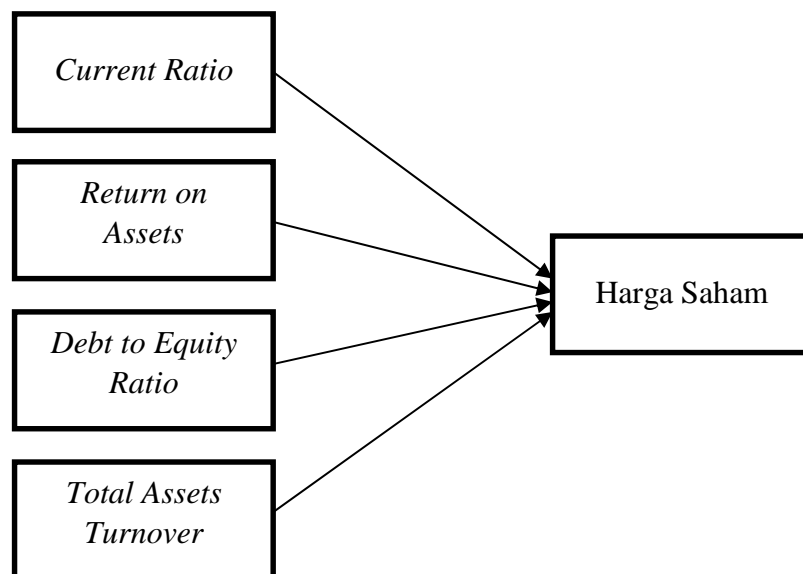 Current Ratio
Return on
Assets
Harga Saham
Debt to Equity
Ratio
Total Assets
Turnover